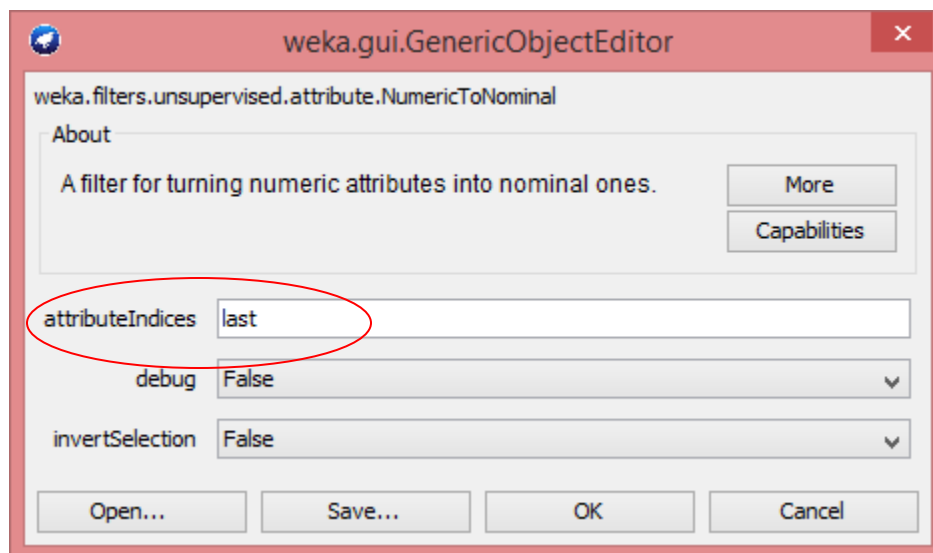 weka.gui.GenericObjectEditor
weka.filters.unsupervised.attribute.NumericToNominal
About
A filter for turning numeric attributes into nominal ones.
More
Capabilities
attributeIndices last
debug False
invertSelection False
Open... Save... OK Cancel